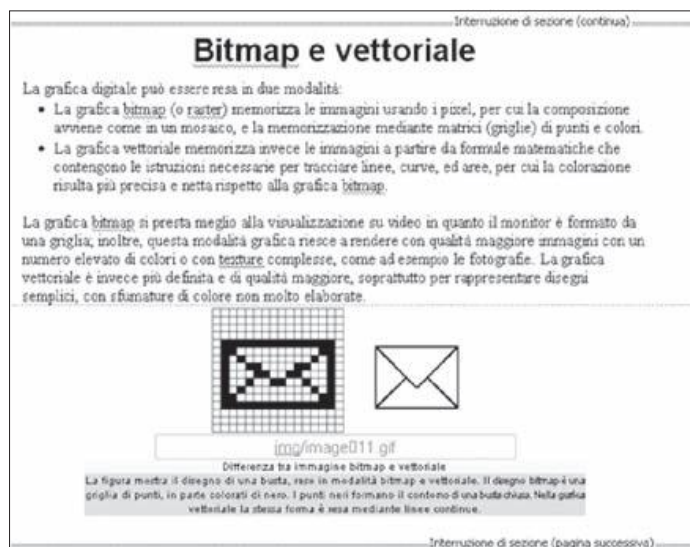 Interruzione di sezione (continua)
Bitmap e vettoriale
La grafica digitale può essere resa in due modalità:
• La grafica bitmap (o raster) memorizza le immagini usando i pixel, per cui la composizione
avviene come in un mosaico, e la memorizzazione mediante matrici (griglie) di punti e colori.
• La grafica vettoriale memorizza invece le immagini a partire da formule matematiche che
contengono le istruzioni necessarie per tracciare linee, curve, ed aree, per cui la colorazione
risulta più precisa e netta rispetto alla grafica bitmap.
La grafica bitmap si presta meglio alla visualizzazione su video in quanto il monitor è formato da
una griglia; inoltre, questa modalità grafica riesce a rendere con qualità maggiore immagini con un
numero elevato di colori o con texture complesse, come ad esempio le fotografie. La grafica
vettoriale è invece più definita e di qualità maggiore, soprattutto per rappresentare disegni
semplici, con sfumature di colore non molto elaborate.
img/image011.gif
Differenza tra immagine bitmap e vettoriale
La figura mostra il disegno di una busta, reso in modalità bitmap e vettoriale. Il disegno bitmap è una
griglia di punti, in parte colorati di nero. I punti neri formano il contorno di una busta chiusa. Nella grafica
vettoriale la stessa forma è resa mediante linee continue.
Interruzione di sezione (pagina successiva)